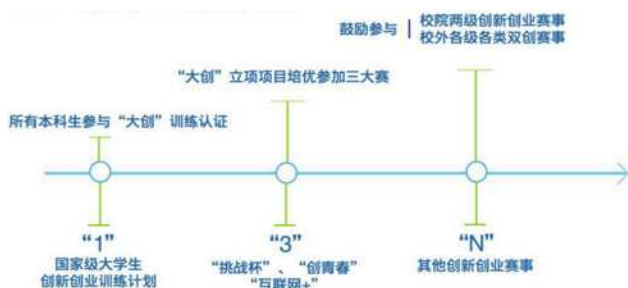 鼓励参与
校院两级创新创业赛事
校外各级各类双创赛事
“大创”立项项目培优参加三大赛
所有本科生参与“大创”训练认证
“1”
国家级大学生
创新创业训练计划
“3”
“挑战杯”、“创青春”
“互联网+”
“N”
其他创新创业赛事